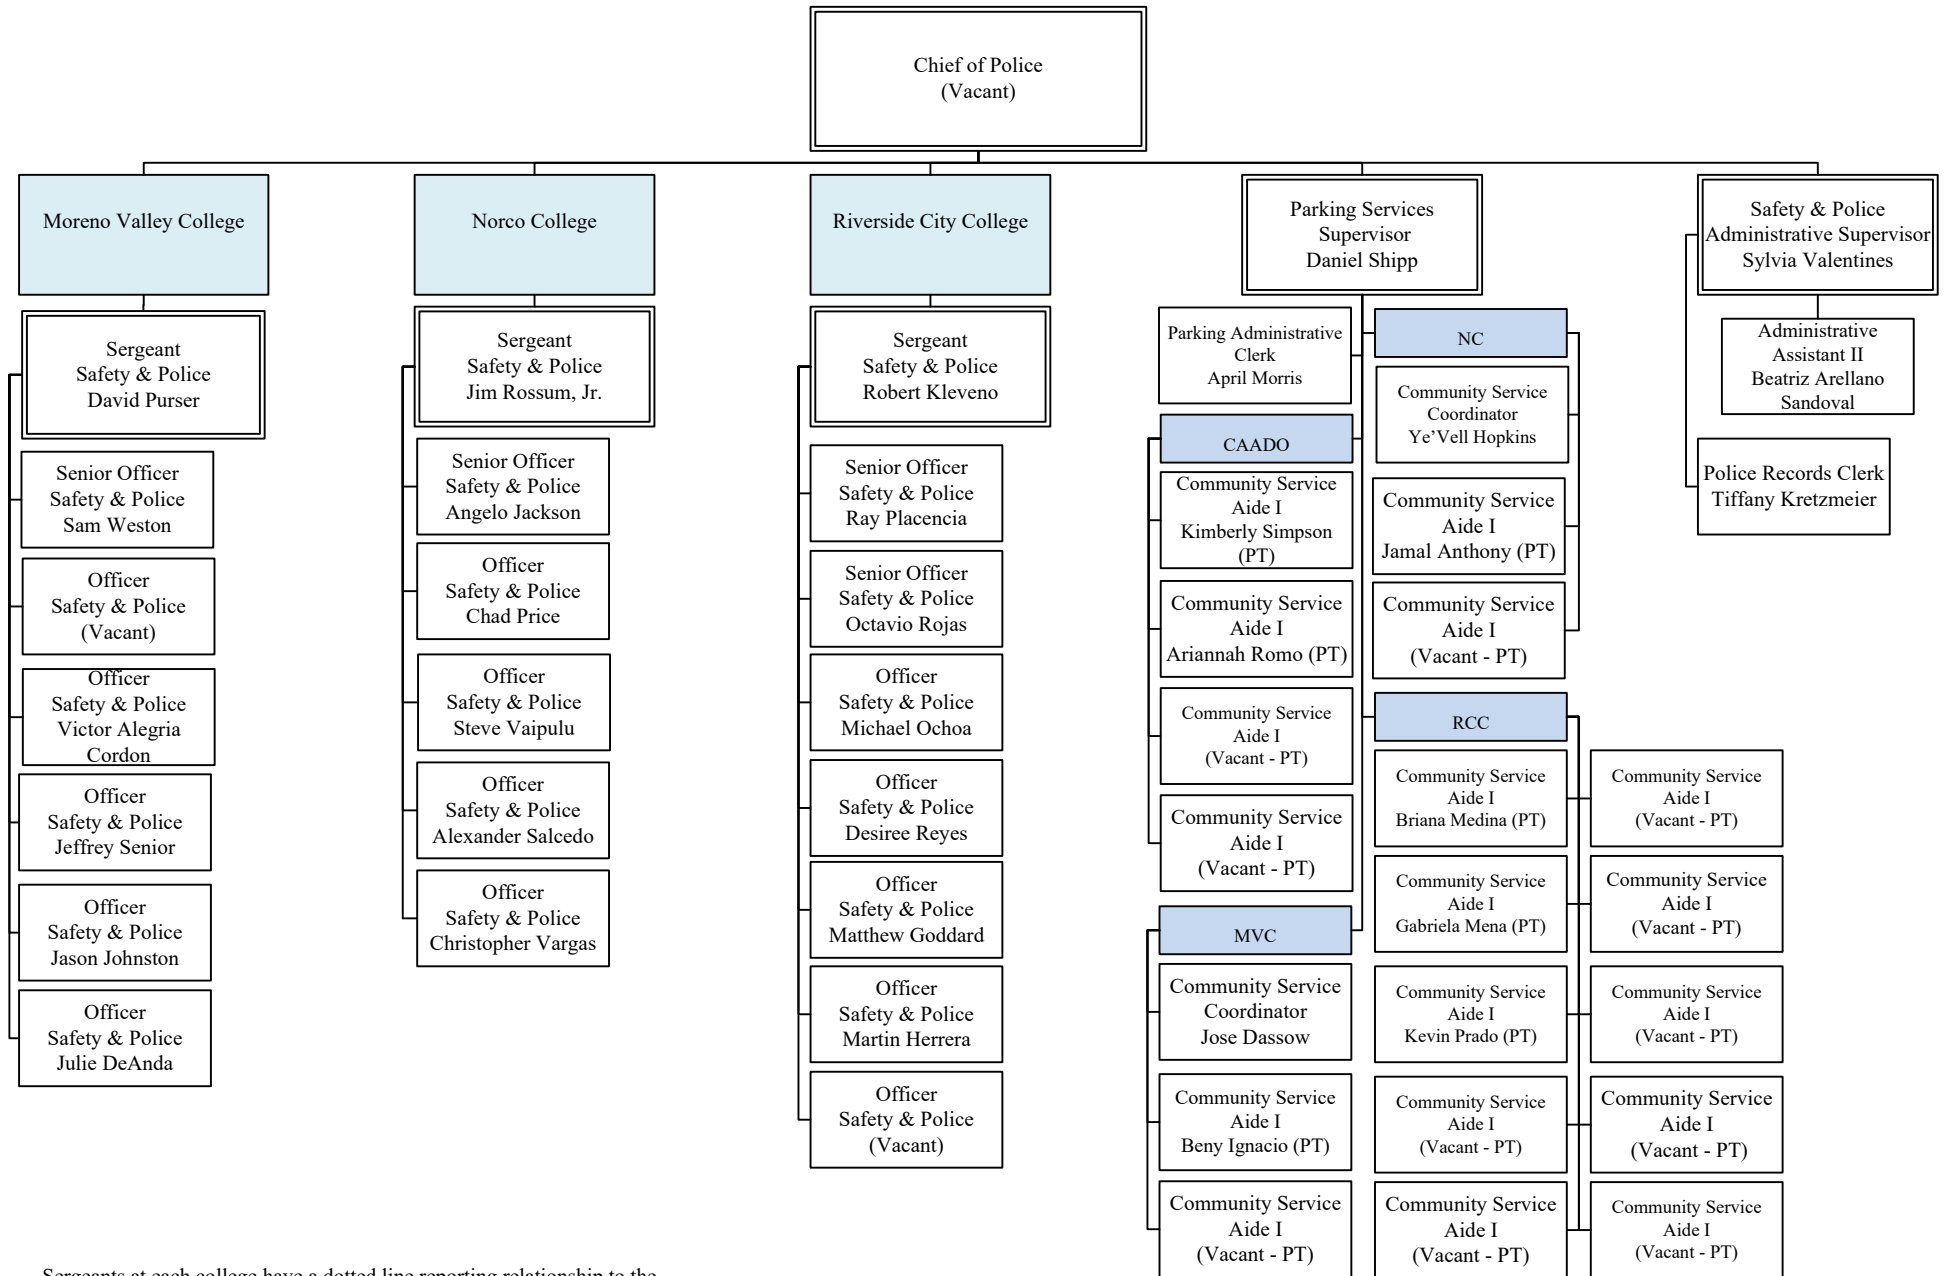 Chief of Police
(Vacant)
Moreno Valley College
Sergeant
Safety & Police
David Purser
Senior Officer
Safety & Police
Sam Weston
Officer
Safety & Police
(Vacant)
Officer
Safety & Police
Victor Alegria
Cordon
Officer
Safety & Police
Jeffrey Senior
Officer
Safety & Police
Jason Johnston
Officer
Safety & Police
Julie DeAnda
Norco College
Sergeant
Safety & Police
Jim Rossum, Jr.
Senior Officer
Safety & Police
Angelo Jackson
Officer
Safety & Police
Chad Price
Officer
Safety & Police
Steve Vaipulu
Officer
Safety & Police
Alexander Salcedo
Officer
Safety & Police
Christopher Vargas
Riverside City College
Sergeant
Safety & Police
Robert Kleveno
Senior Officer
Safety & Police
Ray Placencia
Senior Officer
Safety & Police
Octavio Rojas
Officer
Safety & Police
Michael Ochoa
Officer
Safety & Police
Desiree Reyes
Officer
Safety & Police
Matthew Goddard
Officer
Safety & Police
Martin Herrera
Officer
Safety & Police
(Vacant)
Parking Services
Supervisor
Daniel Shipp
Parking Administrative
Clerk
April Morris
CAADO
Community Service
Aide I
Kimberly Simpson
(PT)
Community Service
Aide I
Ariannah Romo (PT)
Community Service
Aide I
(Vacant - PT)
Community Service
Aide I
(Vacant - PT)
MVC
Community Service
Coordinator
Jose Dassow
Community Service
Aide I
Beny Ignacio (PT)
Community Service
Aide I
(Vacant - PT)
NC
Community Service
Coordinator
Ye’Vell Hopkins
Community Service
Aide I
Jamal Anthony (PT)
Community Service
Aide I
(Vacant - PT)
RCC
Community Service
Aide I
Briana Medina (PT)
Community Service
Aide I
Gabriela Mena (PT)
Community Service
Aide I
Kevin Prado (PT)
Community Service
Aide I
(Vacant - PT)
Community Service
Aide I
(Vacant - PT)
Community Service
Aide I
(Vacant - PT)
Community Service
Aide I
(Vacant - PT)
Community Service
Aide I
(Vacant - PT)
Community Service
Aide I
(Vacant - PT)
Community Service
Aide I
(Vacant - PT)
Safety & Police
Administrative Supervisor
Sylvia Valentines
Administrative
Assistant II
Beatriz Arellano
Sandoval
Police Records Clerk
Tiffany Kretzmeier
Sergeants at each college have a dotted line reporting relationship to the